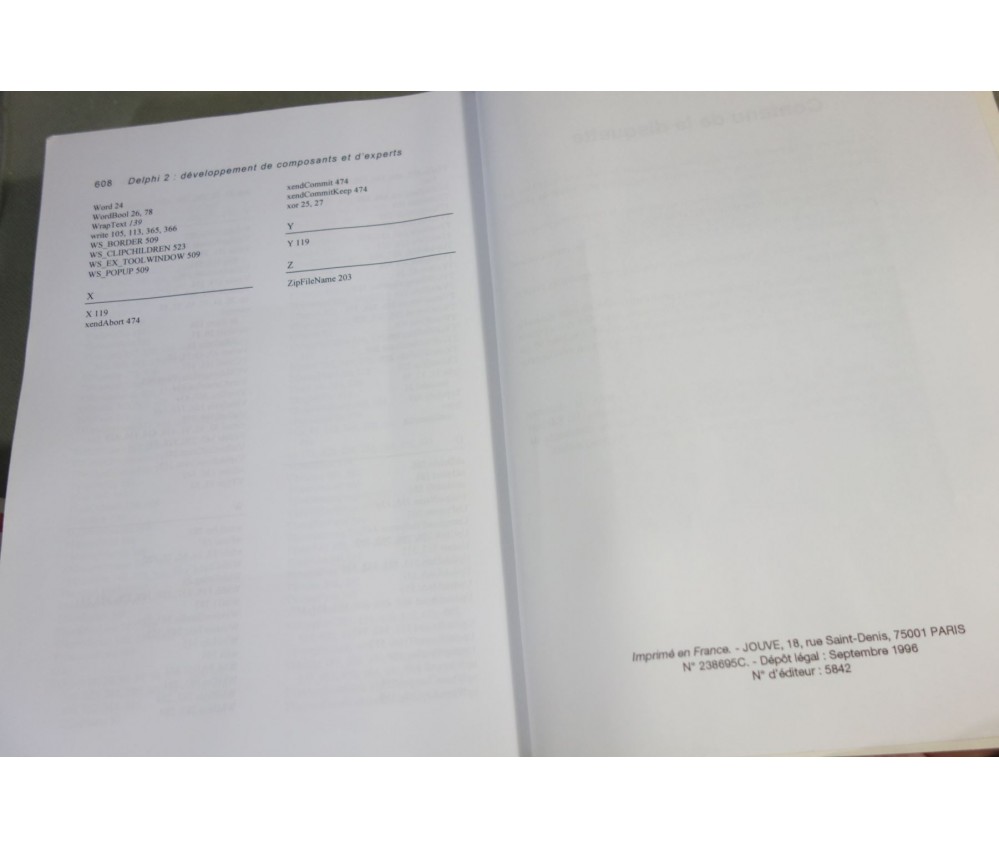 608 Delphi 2 : développement de composants et d'experts
Word 24
WordBool 26, 78
WrapText 139
write 105, 113, 365, 366
WS_BORDER 509
WS_CLIPCHILDREN 523
WS_EX_TOOLWINDOW 509
WS_POPUP 509
X
X 119
xendAbort 474
xendCommit 474
xendCommitKeep 474
xor 25, 27
Y
Y 119
Z
ZipFileName 203
Imprimé en France. - JOUVE, 18, rue Saint-Denis, 75001 PARIS
N° 238695C. - Dépôt légal : Septembre 1996
N° d'éditeur : 5842